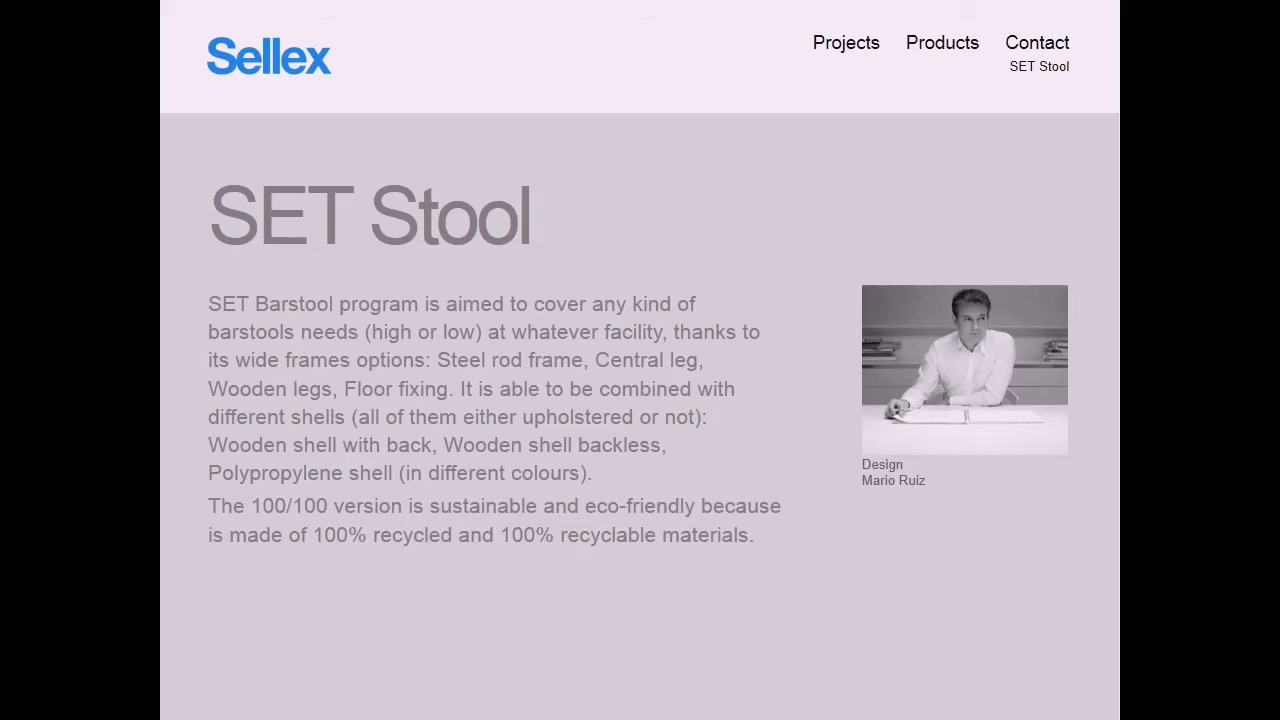 Sellex
Projects Products Contact
SET Stool
SET Stool
SET Barstool program is aimed to cover any kind of
barstools needs (high or low) at whatever facility, thanks to
its wide frames options: Steel rod frame, Central leg,
Wooden legs, Floor fixing. It is able to be combined with
different shells (all of them either upholstered or not):
Wooden shell with back, Wooden shell backless,
Polypropylene shell (in different colours).
The 100/100 version is sustainable and eco-friendly because
is made of 100% recycled and 100% recyclable materials.
Design
Mario Ruiz